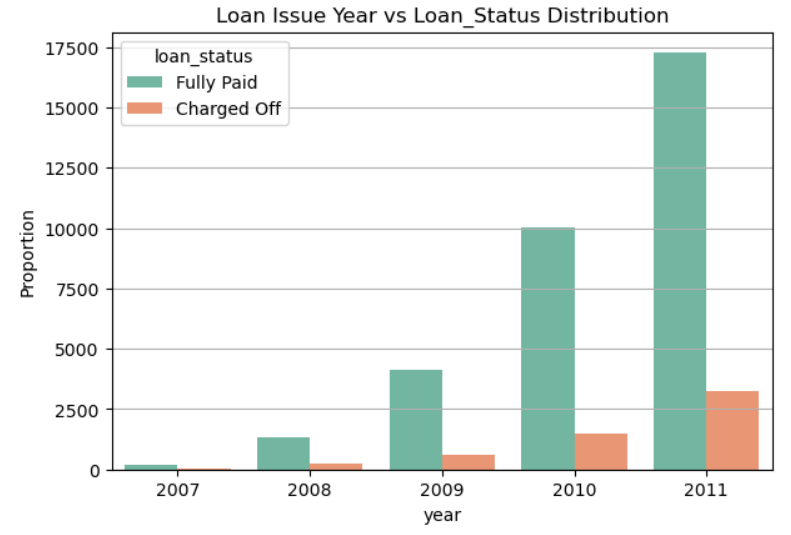 Loan Issue Year vs Loan_Status Distribution
loan_status
Fully Paid
Charged Off
Proportion
17500
15000
12500
10000
7500
5000
2500
0
2007 2008 2009 2010 2011
year